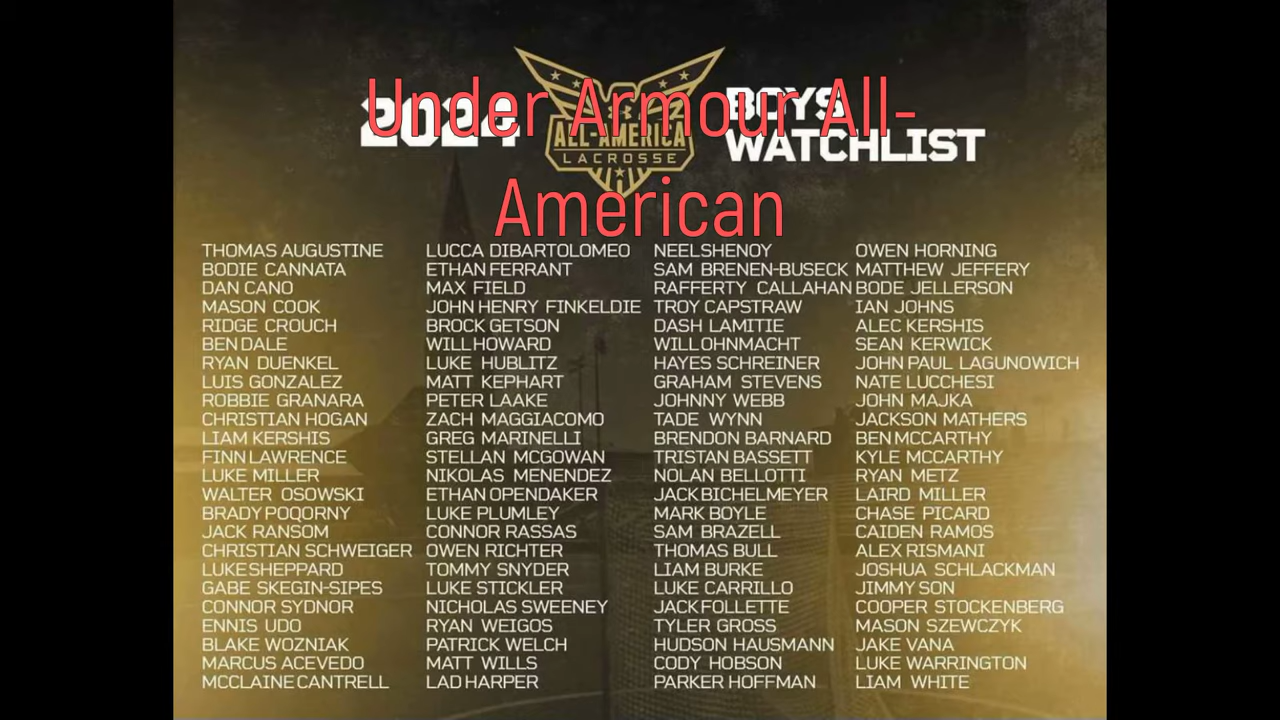 Under Armour All-
American
2024
ALL-AMERICA
LACROSSE
BOYS
WATCHLIST
THOMAS AUGUSTINE
BODIE CANNATA
DAN CANO
MASON COOK
RIDGE CROUCH
BEN DALE
RYAN DUENKEL
LUIS GONZALEZ
ROBBIE GRANARA
CHRISTIAN HOGAN
LIAM KERSHIS
FINN LAWRENCE
LUKE MILLER
WALTER OSOWSKI
BRADY POQORNY
JACK RANSOM
CHRISTIAN SCHWEIGER
LUKE SHEPPARD
GABE SKEGIN-SIPES
CONNOR SYDNOR
ENNIS UDO
BLAKE WOZNIAK
MARCUS ACEVEDO
MCCLAINE CANTRELL
LUCCA DIBARTOLOMEO
ETHAN FERRANT
MAX FIELD
JOHN HENRY FINKELDIE
BROCK GETSON
WILL HOWARD
LUKE HUBLITZ
MATT KEPHART
PETER LAAKE
ZACH MAGGIACOMO
GREG MARINELLI
STELLAN MCGOWAN
NIKOLAS MENENDEZ
ETHAN OPENDAKER
LUKE PLUMLEY
CONNOR RASSAS
OWEN RICHTER
TOMMY SNYDER
LUKE STICKLER
NICHOLAS SWEENEY
RYAN WEIGOS
PATRICK WELCH
MATT WILLS
LAD HARPER
NEEL SHENOY
SAM BRENEN-BUSECK
RAFFERTY CALLAHAN
TROY CAPSTRAW
DASH LAMITIE
WILL OHNMACHT
HAYES SCHREINER
GRAHAM STEVENS
JOHNNY WEBB
TADE WYNN
BRENDON BARNARD
TRISTAN BASSETT
NOLAN BELLOTTI
JACK BICHELMEYER
MARK BOYLE
SAM BRAZELL
THOMAS BULL
LIAM BURKE
LUKE CARRILLO
JACK FOLLETTE
TYLER GROSS
HUDSON HAUSMANN
CODY HOBSON
PARKER HOFFMAN
OWEN HORNING
MATTHEW JEFFERY
BODE JELLERSON
IAN JOHNS
ALEC KERSHIS
SEAN KERWICK
JOHN PAUL LAGUNOWICH
NATE LUCCHESI
JOHN MAJKA
JACKSON MATHERS
BEN MCCARTHY
KYLE MCCARTHY
RYAN METZ
LAIRD MILLER
CHASE PICARD
CAIDEN RAMOS
ALEX RISMANI
JOSHUA SCHLACKMAN
JIMMY SON
COOPER STOCKENBERG
MASON SZEWCZYK
JAKE VANA
LUKE WARRINGTON
LIAM WHITE